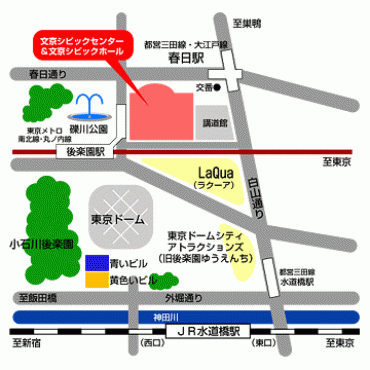 至巣鴨
文京シビックセンター
&文京シビックホール
都営三田線・大江戸線
春日駅
春日通り
交番
礫川公園
講道館
東京メトロ
南北線・丸ノ内線
後楽園駅
至東京
LaQua
(ラクーア)
白山通り
東京ドーム
小石川後楽園
東京ドームシティ
アトラクションズ
(旧後楽園ゆうえんち)
青いビル
黄色いビル
都営三田線
水道橋駅
至飯田橋
外堀通り
神田川
JR水道橋駅
至新宿
(西口)
(東口)
至東京